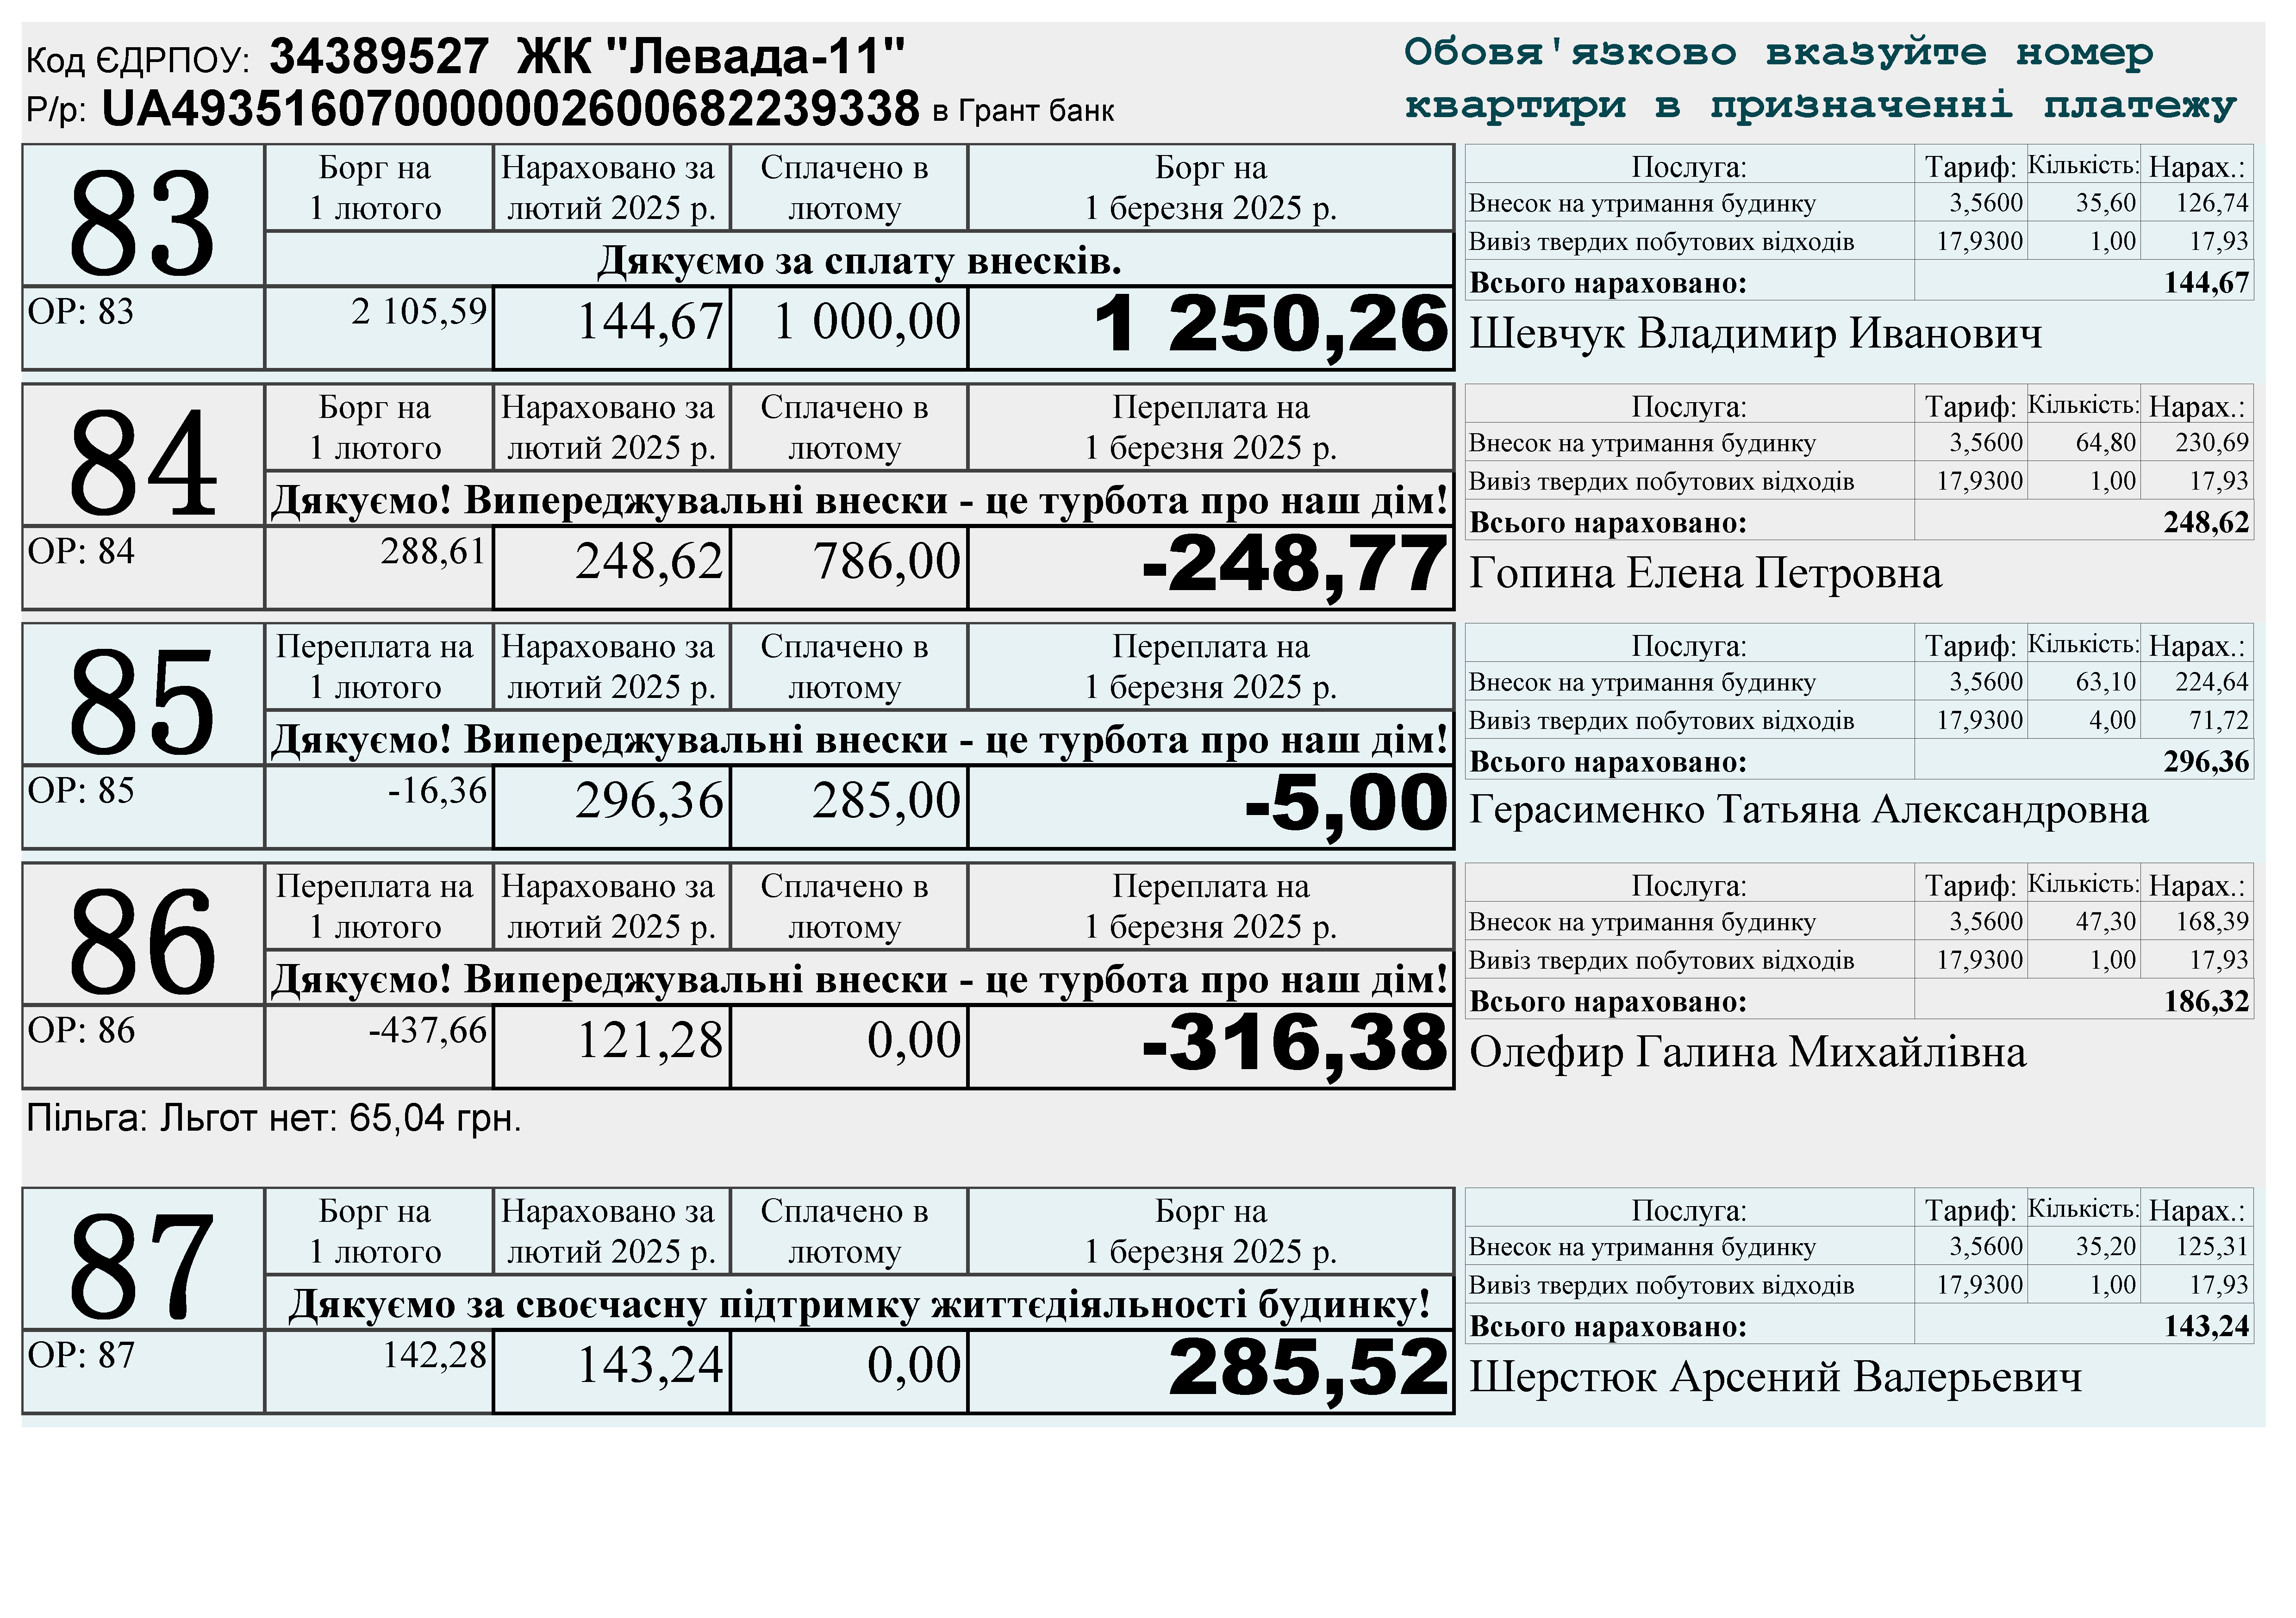 Код ЄДРПОУ: 34389527 ЖК "Левада-11"
Р/р: UA493516070000002600682239338 в Грант банк
Обовя'язково вказуйте номер
квартири в призначенні платежу
83
Борг на
1 лютого
Нараховано за
лютий 2025 р.
Сплачено в
лютому
Борг на
1 березня 2025 р.
Дякуємо за сплату внесків.
ОР: 83 2 105,59 144,67 1 000,00 1 250,26
Послуга: Тариф: Кількість: Нарах.:
Внесок на утримання будинку 3,5600 35,60 126,74
Вивіз твердих побутових відходів 17,9300 1,00 17,93
Всього нараховано: 144,67
Шевчук Владимир Иванович
84
Борг на
1 лютого
Нараховано за
лютий 2025 р.
Сплачено в
лютому
Переплата на
1 березня 2025 р.
Дякуємо! Випереджувальні внески - це турбота про наш дім!
ОР: 84 288,61 248,62 786,00 -248,77
Послуга: Тариф: Кількість: Нарах.:
Внесок на утримання будинку 3,5600 64,80 230,69
Вивіз твердих побутових відходів 17,9300 1,00 17,93
Всього нараховано: 248,62
Гопина Елена Петровна
85
Переплата на
1 лютого
Нараховано за
лютий 2025 р.
Сплачено в
лютому
Переплата на
1 березня 2025 р.
Дякуємо! Випереджувальні внески - це турбота про наш дім!
ОР: 85 -16,36 296,36 285,00 -5,00
Послуга: Тариф: Кількість: Нарах.:
Внесок на утримання будинку 3,5600 63,10 224,64
Вивіз твердих побутових відходів 17,9300 4,00 71,72
Всього нараховано: 296,36
Герасименко Татьяна Александровна
86
Переплата на
1 лютого
Нараховано за
лютий 2025 р.
Сплачено в
лютому
Переплата на
1 березня 2025 р.
Дякуємо! Випереджувальні внески - це турбота про наш дім!
ОР: 86 -437,66 121,28 0,00 -316,38
Послуга: Тариф: Кількість: Нарах.:
Внесок на утримання будинку 3,5600 47,30 168,39
Вивіз твердих побутових відходів 17,9300 1,00 17,93
Всього нараховано: 186,32
Олефир Галина Михайлівна
Пільга: Льгот нет: 65,04 грн.
87
Борг на
1 лютого
Нараховано за
лютий 2025 р.
Сплачено в
лютому
Борг на
1 березня 2025 р.
Дякуємо за своєчасну підтримку життєдіяльності будинку!
ОР: 87 142,28 143,24 0,00 285,52
Послуга: Тариф: Кількість: Нарах.:
Внесок на утримання будинку 3,5600 35,20 125,31
Вивіз твердих побутових відходів 17,9300 1,00 17,93
Всього нараховано: 143,24
Шерстюк Арсений Валерьевич